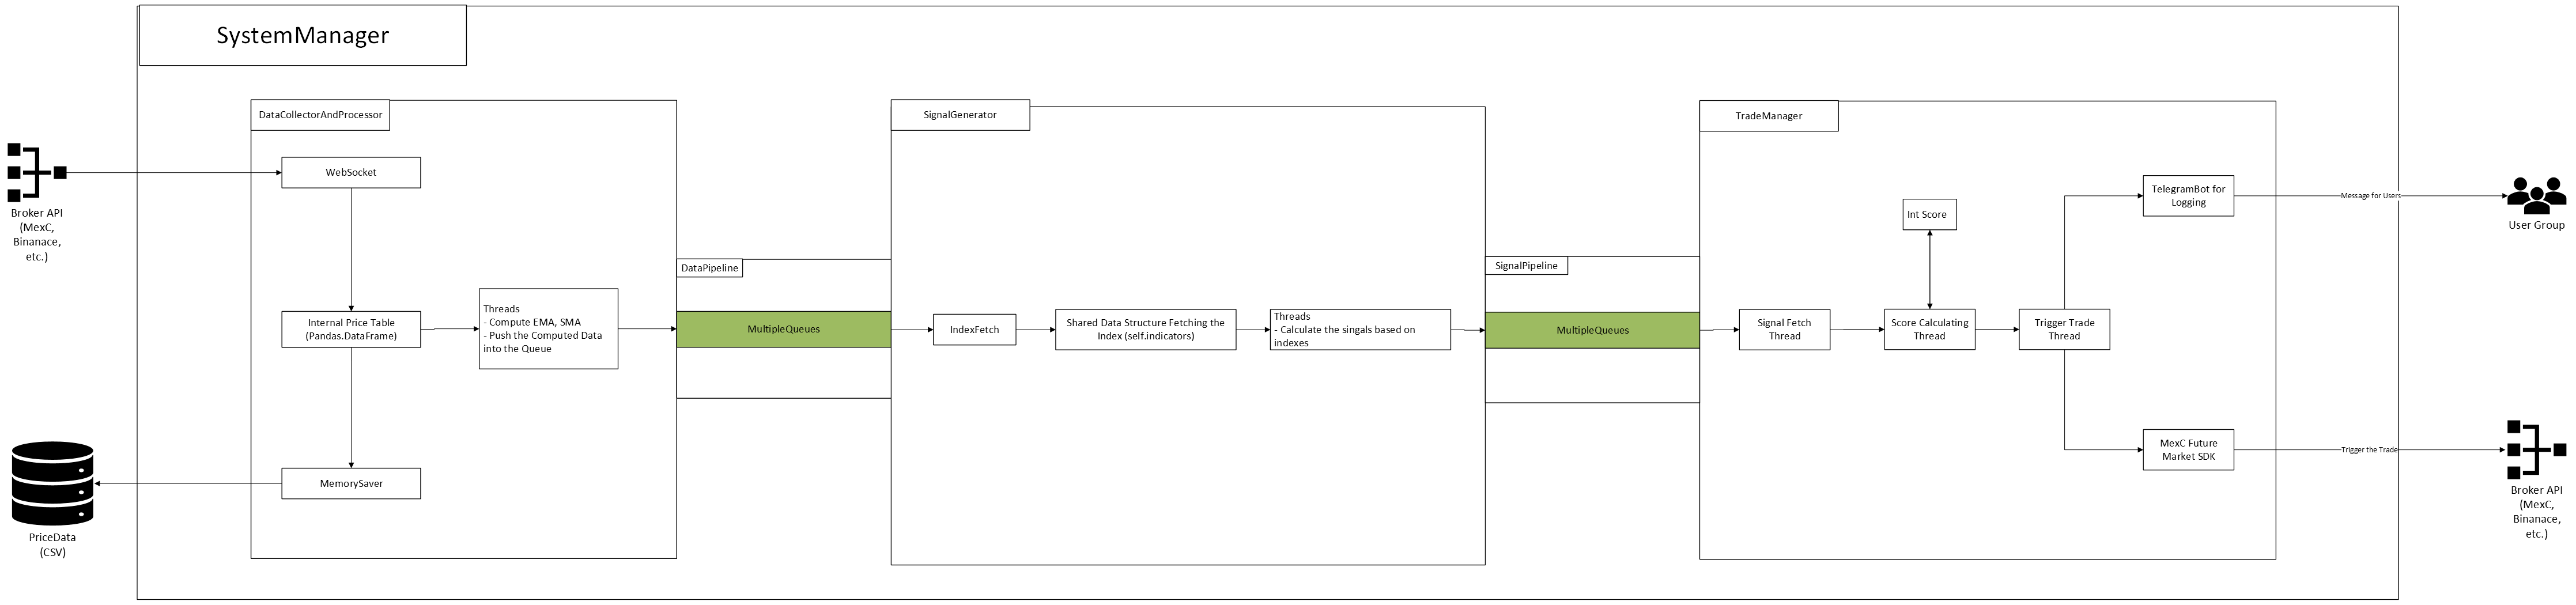 SystemManager
DataCollectorAndProcessor
SignalGenerator
TradeManager
WebSocket
Broker API
(MexC,
Binanace,
etc.)
TelegramBot for
Logging
Message for Users
User Group
Int Score
DataPipeline
SignalPipeline
Internal Price Table
(Pandas.DataFrame)
Threads
- Compute EMA, SMA
- Push the Computed Data
into the Queue
MultipleQueues
IndexFetch
Shared Data Structure Fetching the
Index (self.indicators)
Threads
- Calculate the singals based on
indexes
MultipleQueues
Signal Fetch
Thread
Score Calculating
Thread
Trigger Trade
Thread
MexC Future
Market SDK
Trigger the Trade
Broker API
(MexC,
Binanace,
etc.)
MemorySaver
PriceData
(CSV)